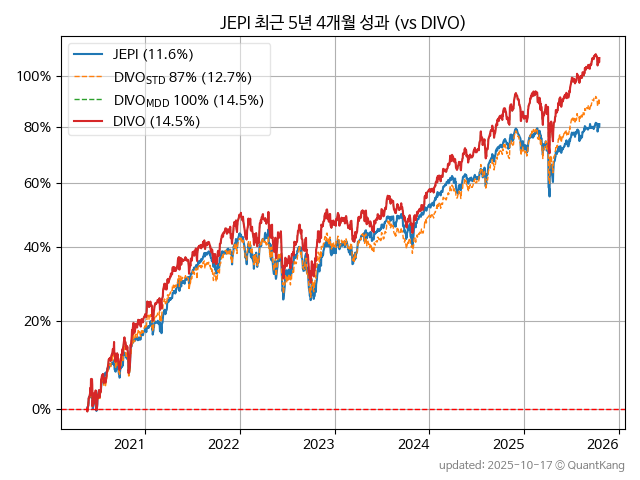 JEPI 최근 5년 4개월 성과 (vs DIVO)
JEPI (11.6%)
DIVO_STD 87% (12.7%)
DIVO_MDD 100% (14.5%)
DIVO (14.5%)
100%
80%
60%
40%
20%
0%
2021 2022 2023 2024 2025 2026
updated: 2025-10-17 © QuantKang